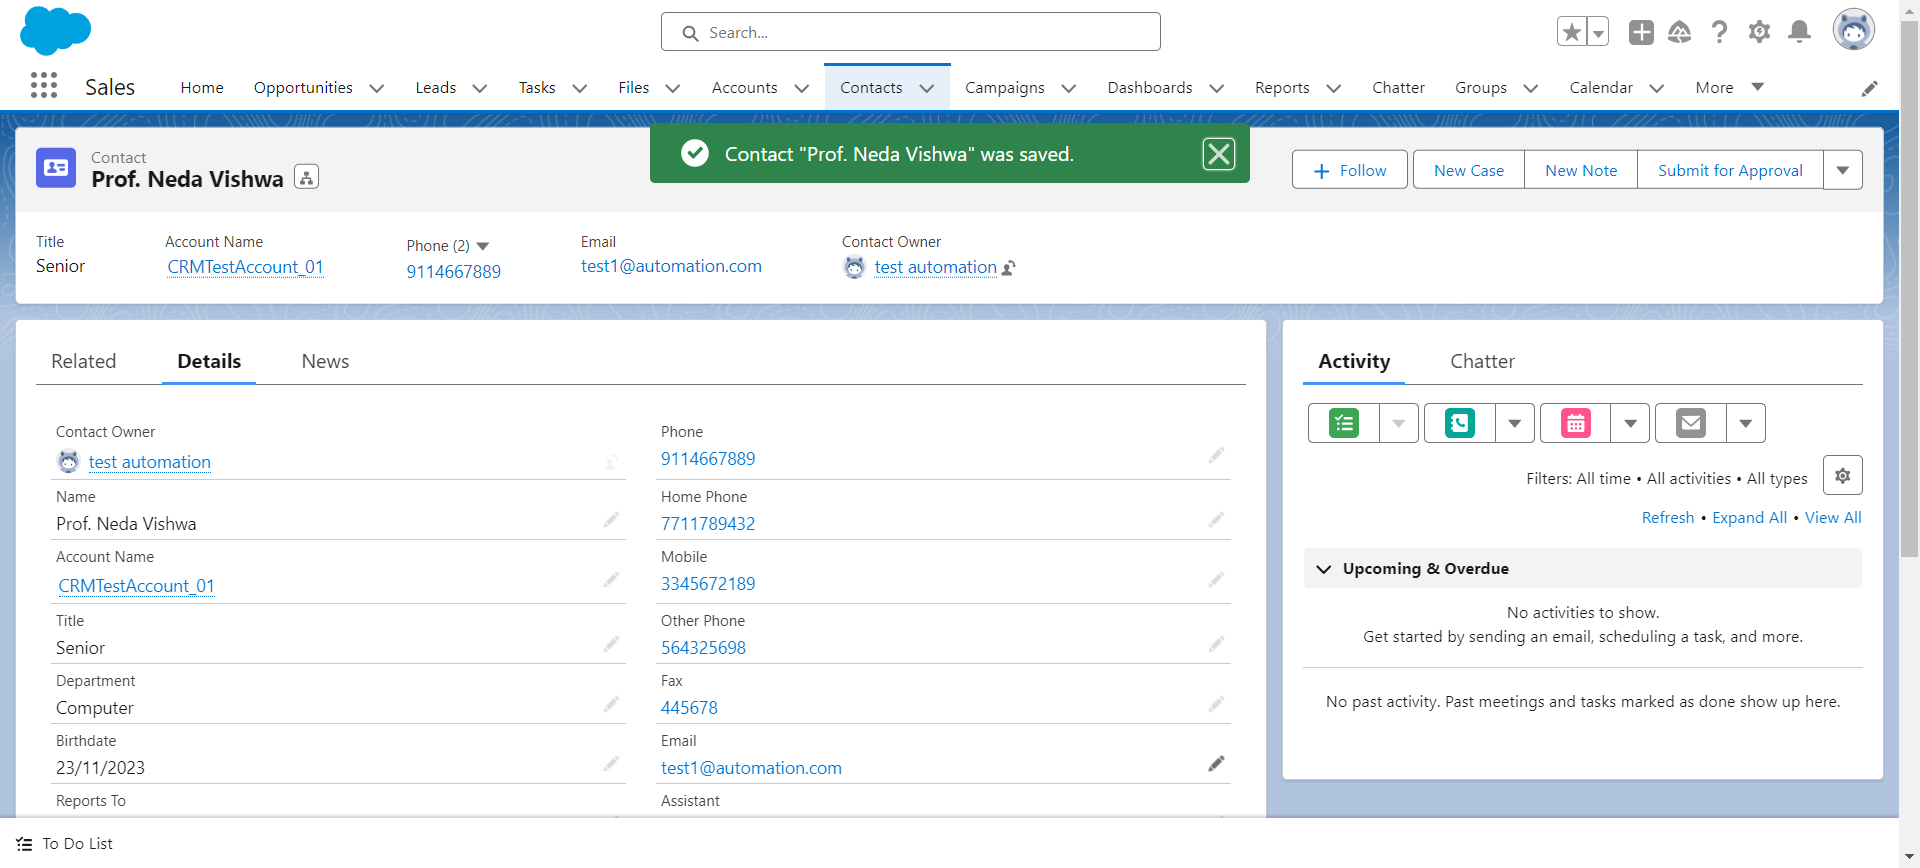 Search...
Sales
Home
Opportunities
Leads
Tasks
Files
Accounts
Contacts
Campaigns
Dashboards
Reports
Chatter
Groups
Calendar
More
Contact
Prof. Neda Vishwa
Contact "Prof. Neda Vishwa" was saved.
Follow
New Case
New Note
Submit for Approval
Title
Senior
Account Name
CRMTestAccount_01
Phone (2)
9114667889
Email
test1@automation.com
Contact Owner
test automation
Related
Details
News
Contact Owner
test automation
Name
Prof. Neda Vishwa
Account Name
CRMTestAccount_01
Title
Senior
Department
Computer
Birthdate
23/11/2023
Reports To
Phone
9114667889
Home Phone
7711789432
Mobile
3345672189
Other Phone
564325698
Fax
445678
Email
test1@automation.com
Assistant
Activity
Chatter
Filters: All time • All activities • All types
Refresh • Expand All • View All
Upcoming & Overdue
No activities to show.
Get started by sending an email, scheduling a task, and more.
No past activity. Past meetings and tasks marked as done show up here.
To Do List